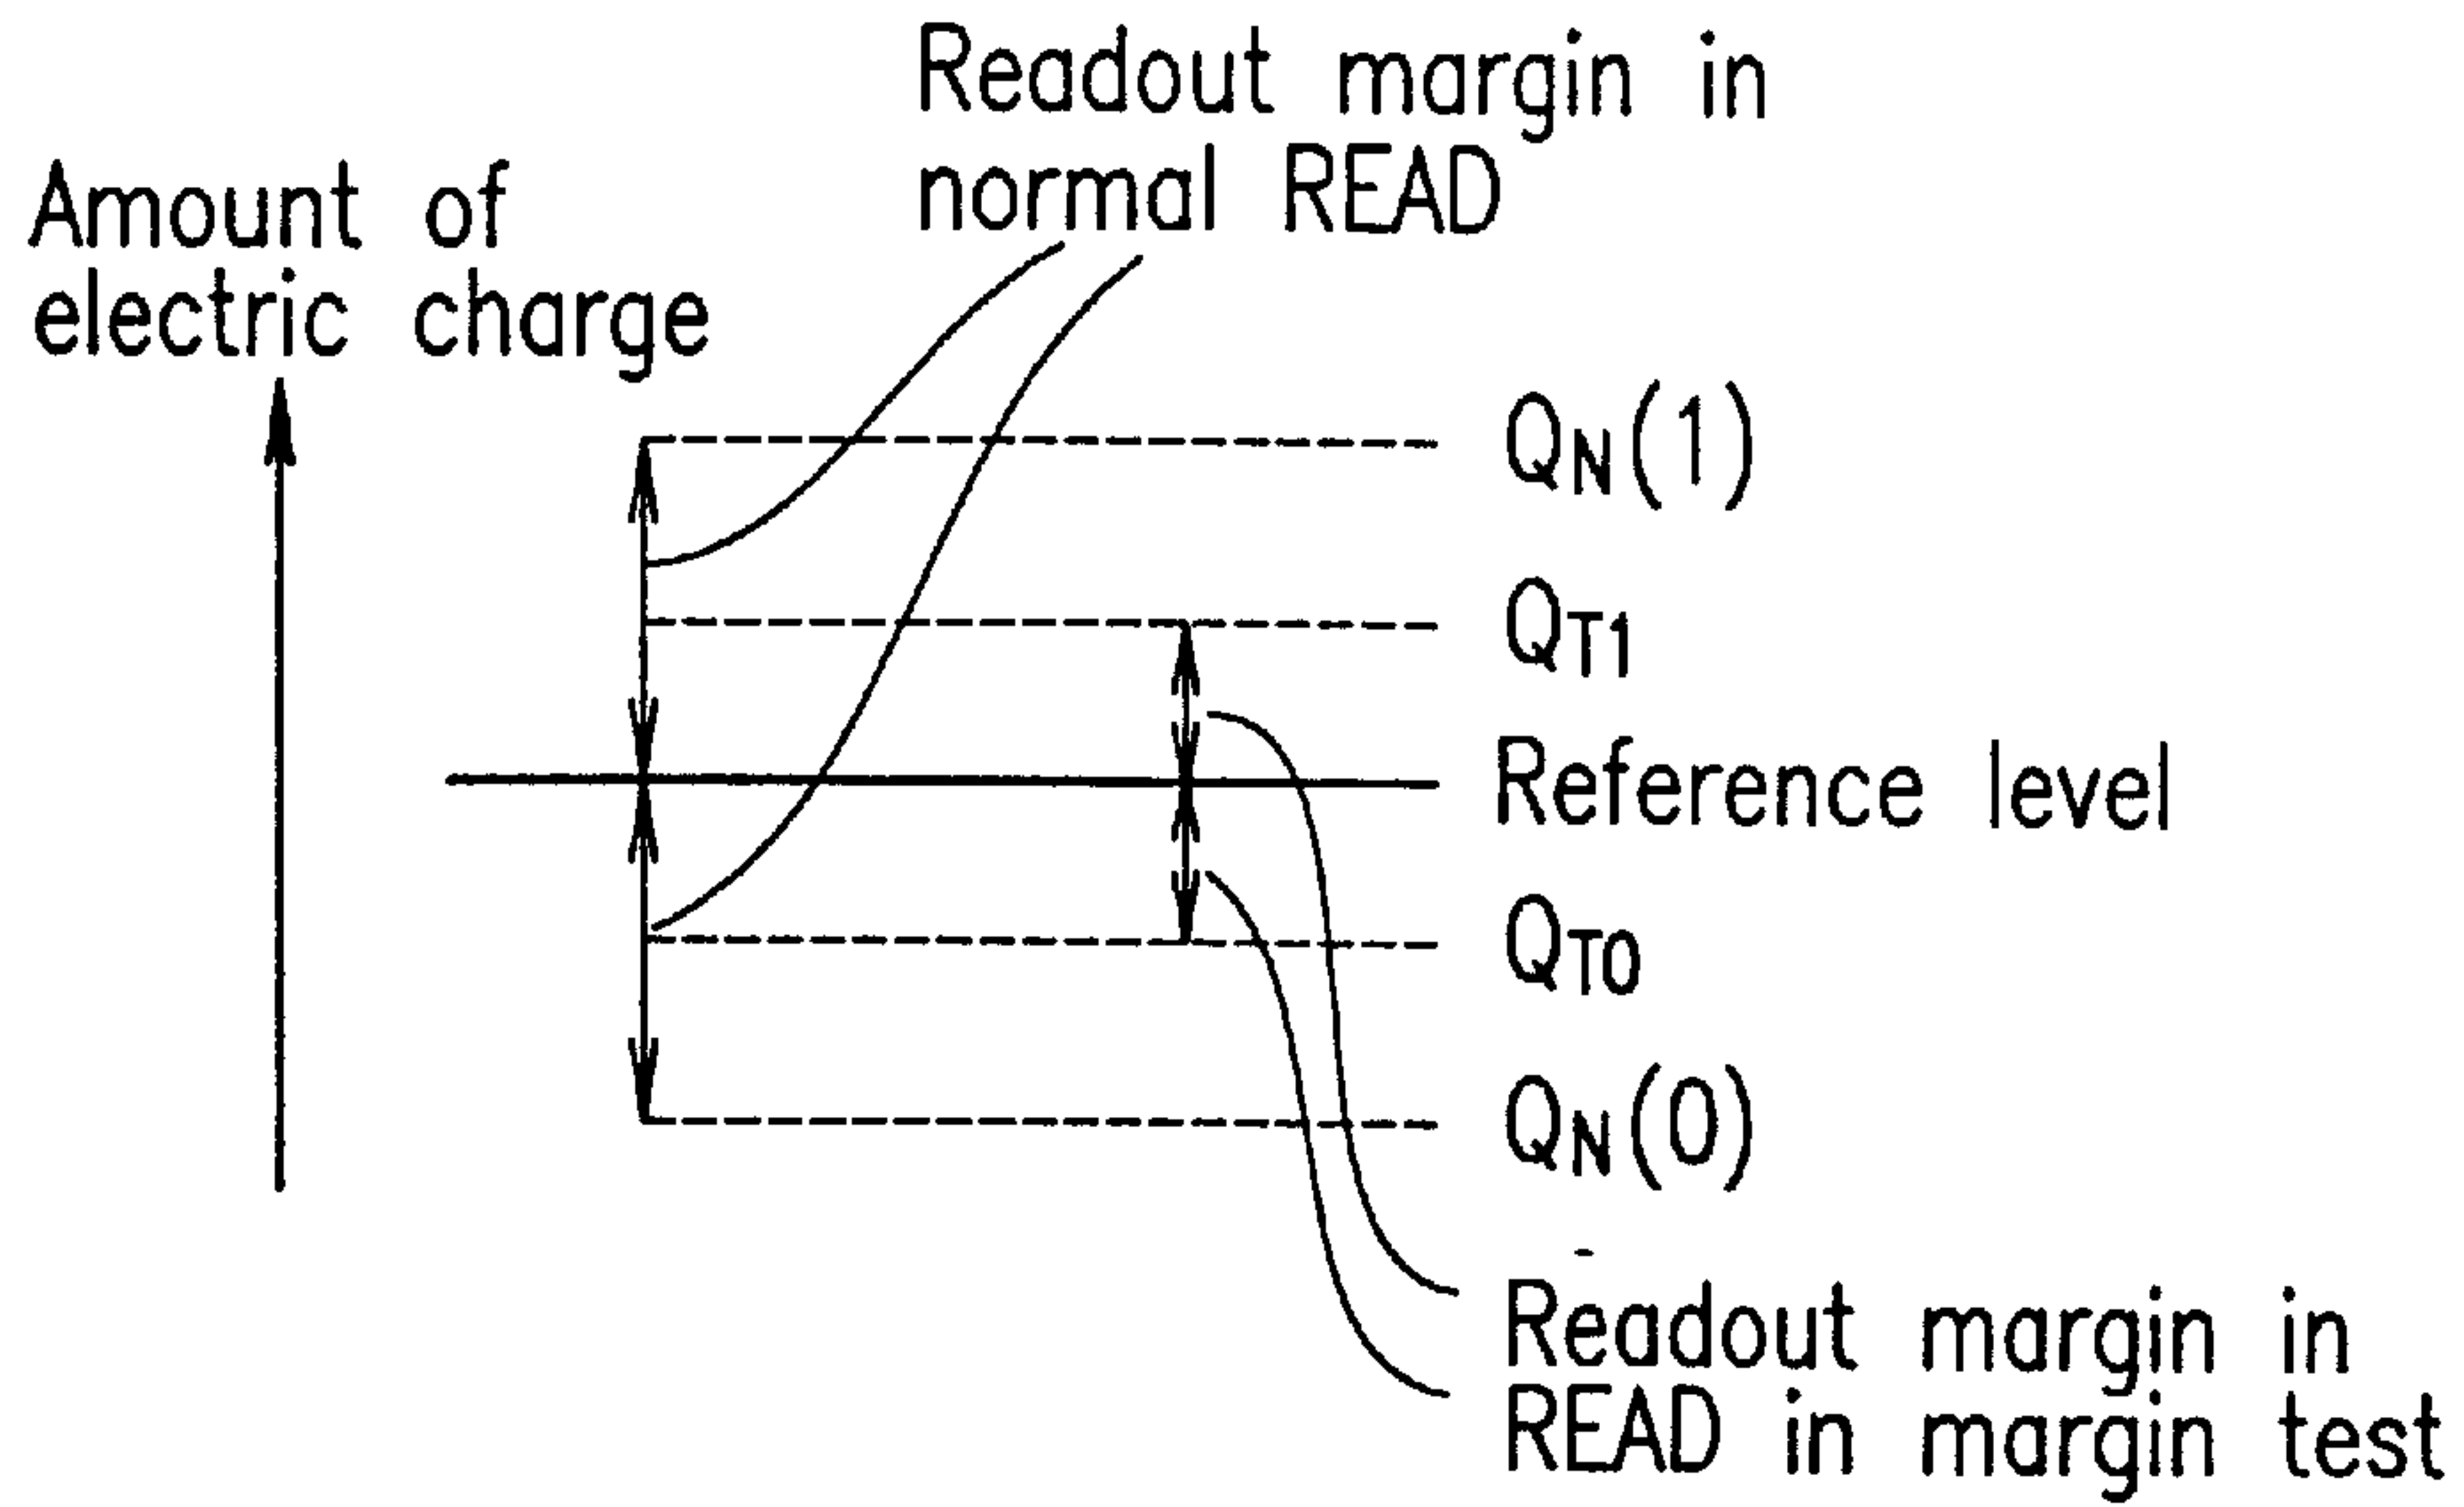 Readout margin in
normal READ
Amount of
electric charge
QN(1)
QT1
Reference level
QT0
QN(0)
Readout margin in
READ in margin test